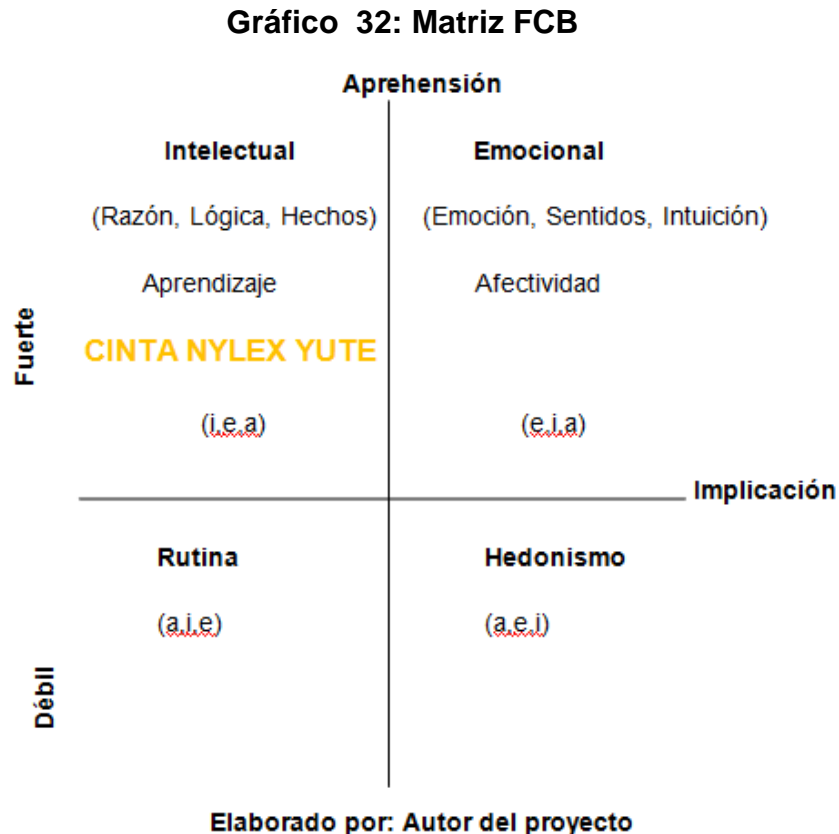 Gráfico 32: Matriz FCB
Aprehensión
Intelectual
Emocional
(Razón, Lógica, Hechos)
(Emoción, Sentidos, Intuición)
Aprendizaje
Afectividad
Fuerte
CINTA NYLEX YUTE
(i.e.a)
(e.i.a)
Implicación
Rutina
Hedonismo
(a.i.e)
(a.e.i)
Débil
Elaborado por: Autor del proyecto